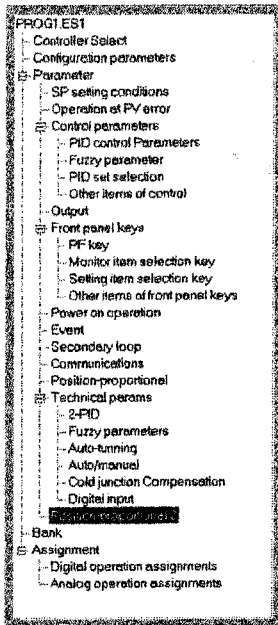 PROG1.ES1
Controller Select
Configuration parameters
Parameter
SP setting conditions
Operation at PV error
Control parameters
PID control Parameters
Fuzzy parameter
PID set selection
Other items of control
Output
Front panel keys
PF key
Monitor item selection key
Setting item selection key
Other items of front panel keys
Power on operation
Event
Secondary loop
Communications
Position-proportional
Technical params
2-PID
Fuzzy parameters
Auto-tunning
Auto/manual
Cold junction Compensation
Digital input
Bank
Assignment
Digital operation assignments
Analog operation assignments